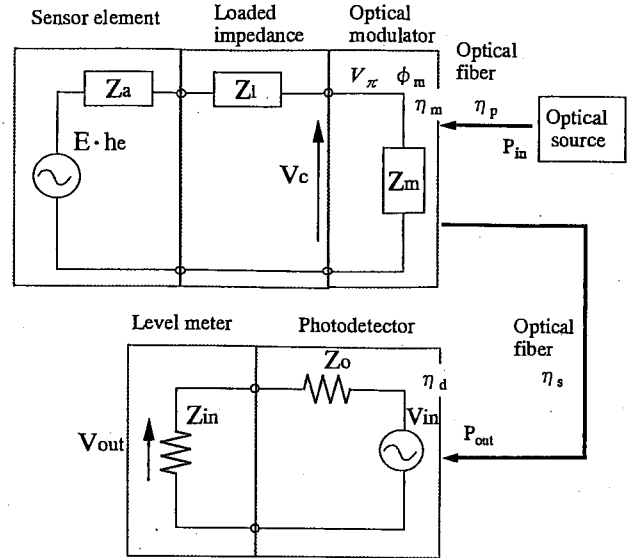 Sensor element
Loaded
impedance
Optical
modulator
Optical
fiber
Za
Zl
Vπ ϕm
ηm
ηp
Optical
source
Pin
E・he
Vc
Zm
Level meter
Photodetector
Optical
fiber
ηs
Zo
ηd
Zin
Vin
Vout
Pout